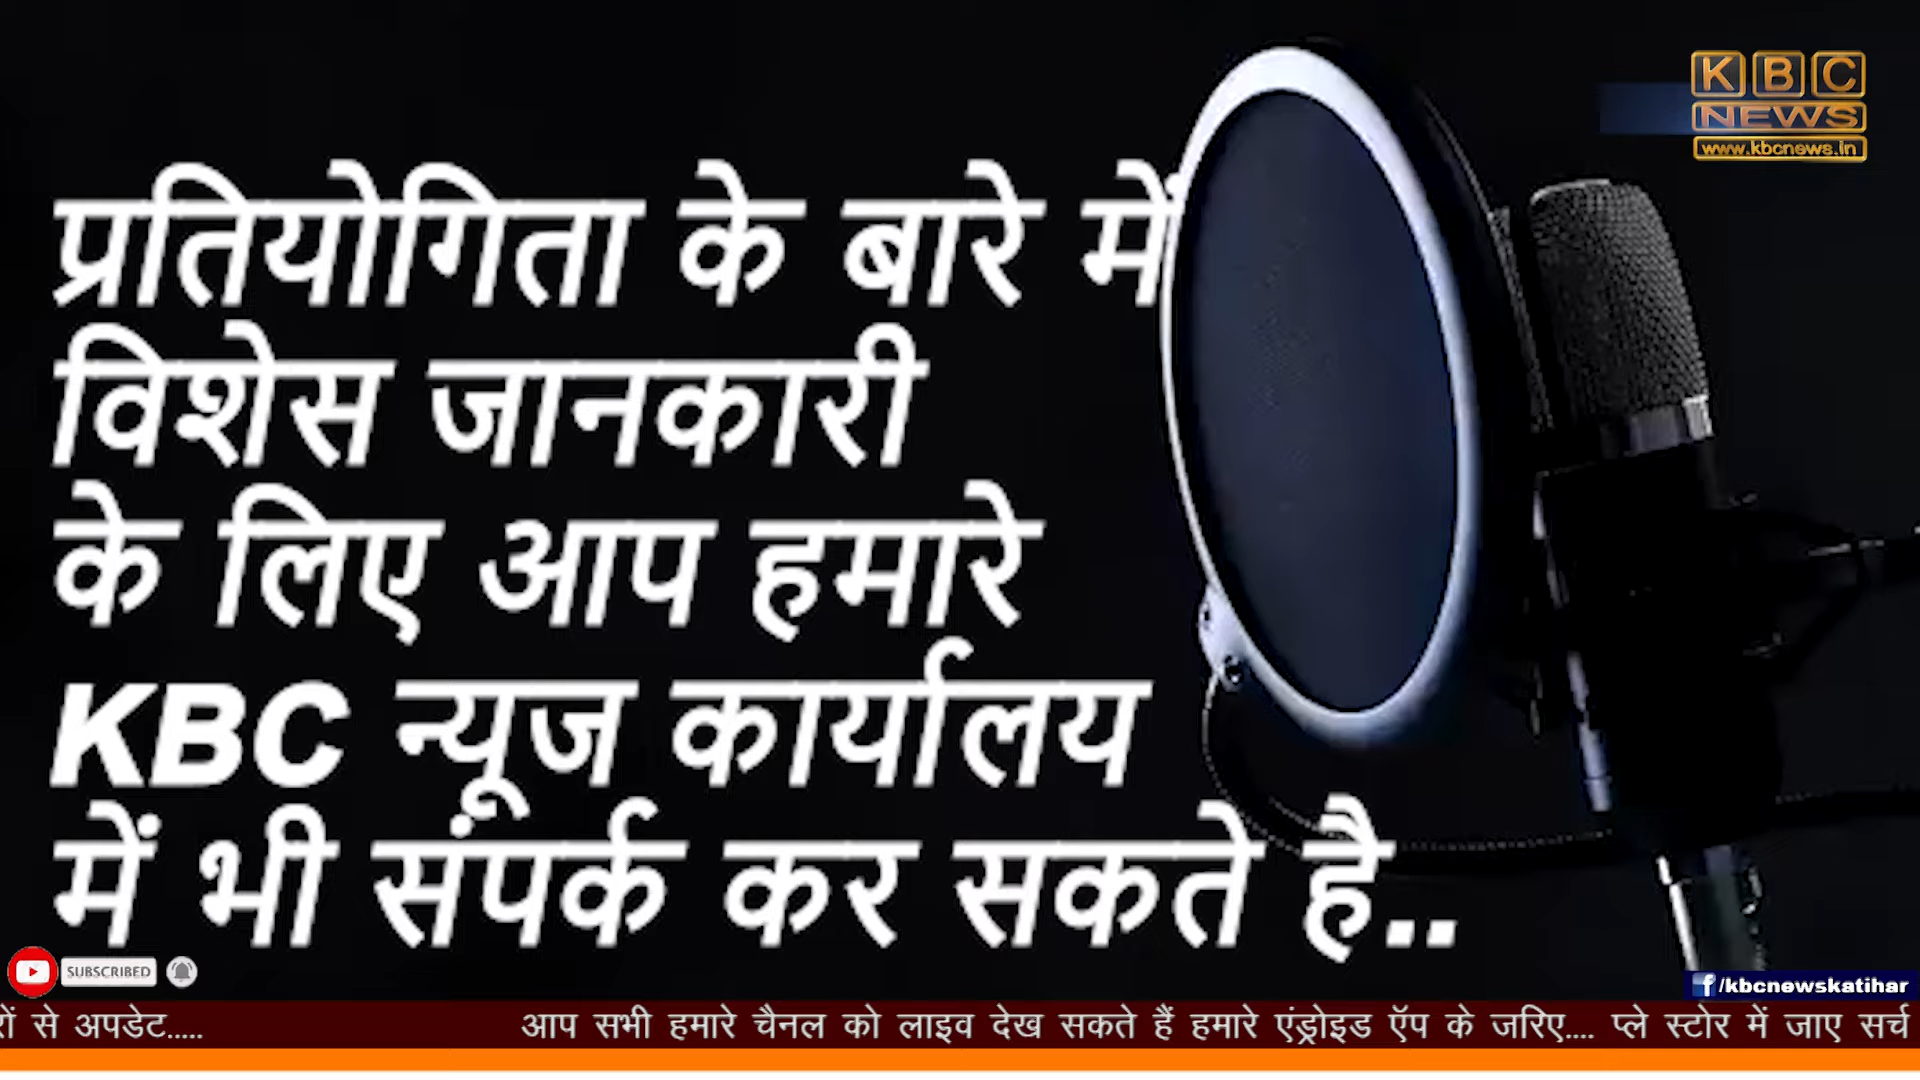 K B C
NEWS
www.kbcnews.in
प्रतियोगिता के बारे में
विशेस जानकारी
के लिए आप हमारे
KBC न्यूज कार्यालय
में भी संपर्क कर सकते है..
SUBSCRIBED
f/kbcnewskatihar
से अपडेट..... आप सभी हमारे चैनल को लाइव देख सकते हैं हमारे एंड्रोइड ऍप के जरिए.... प्ले स्टोर में जाए सर्च